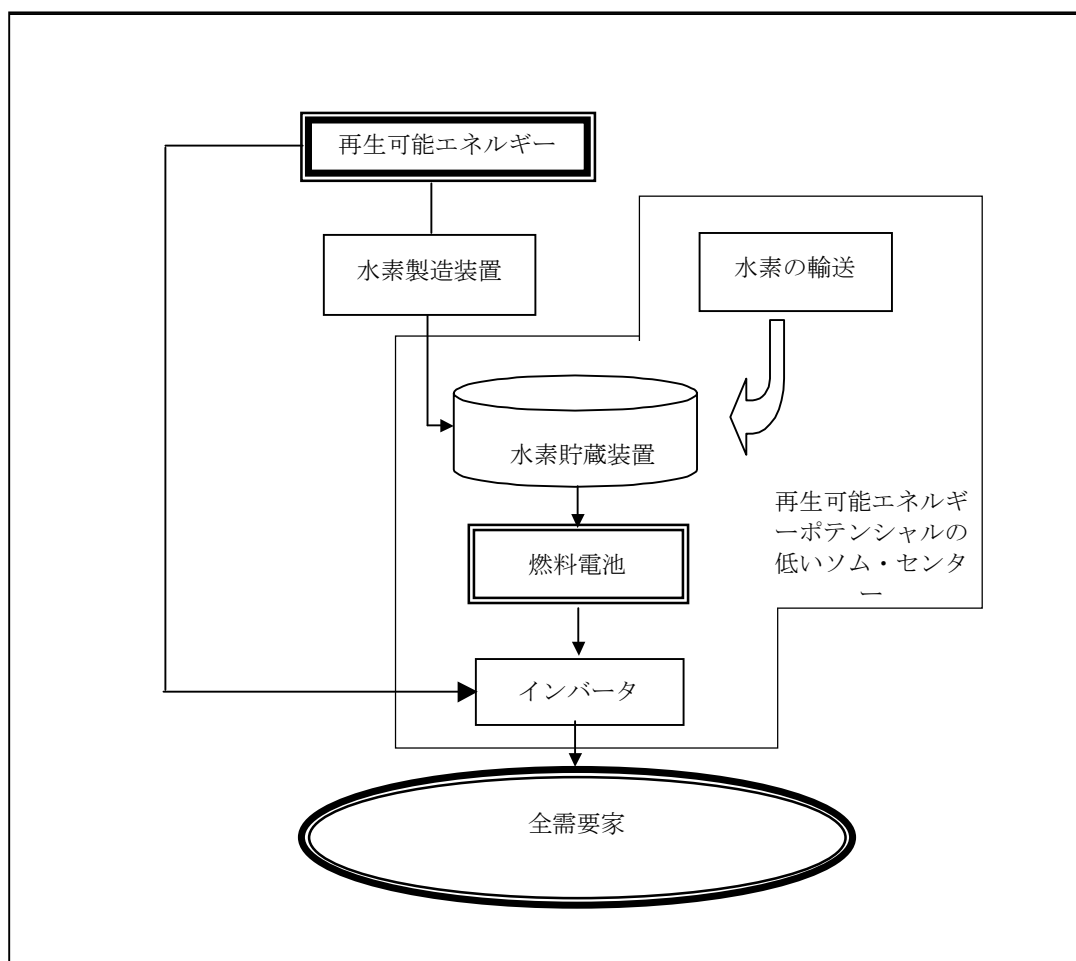 再生可能エネルギー
水素製造装置
水素の輸送
水素貯蔵装置
再生可能エネルギ
ーポテンシャルの
低いソム・センタ
ー
燃料電池
インバータ
全需要家